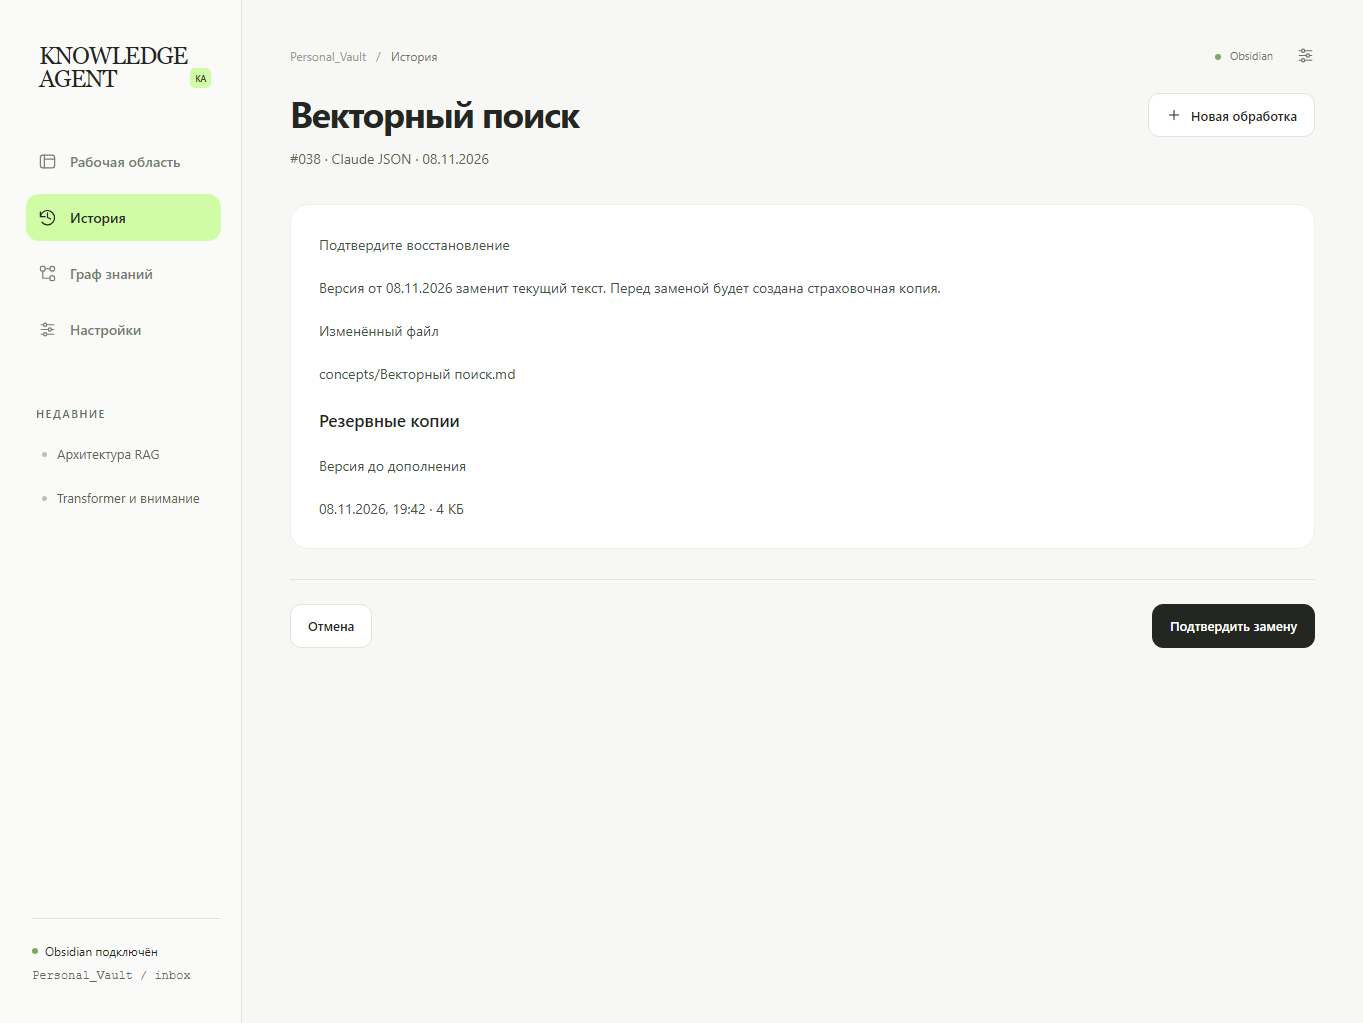 KNOWLEDGE
AGENT
KA
Рабочая область
История
Граф знаний
Настройки
НЕДАВНИЕ
Архитектура RAG
Transformer и внимание
Obsidian подключён
Personal_Vault / inbox
Personal_Vault / История
Obsidian
Векторный поиск
Новая обработка
#038 · Claude JSON · 08.11.2026
Подтвердите восстановление
Версия от 08.11.2026 заменит текущий текст. Перед заменой будет создана страховочная копия.
Изменённый файл
concepts/Векторный поиск.md
Резервные копии
Версия до дополнения
08.11.2026, 19:42 · 4 КБ
Отмена
Подтвердить замену